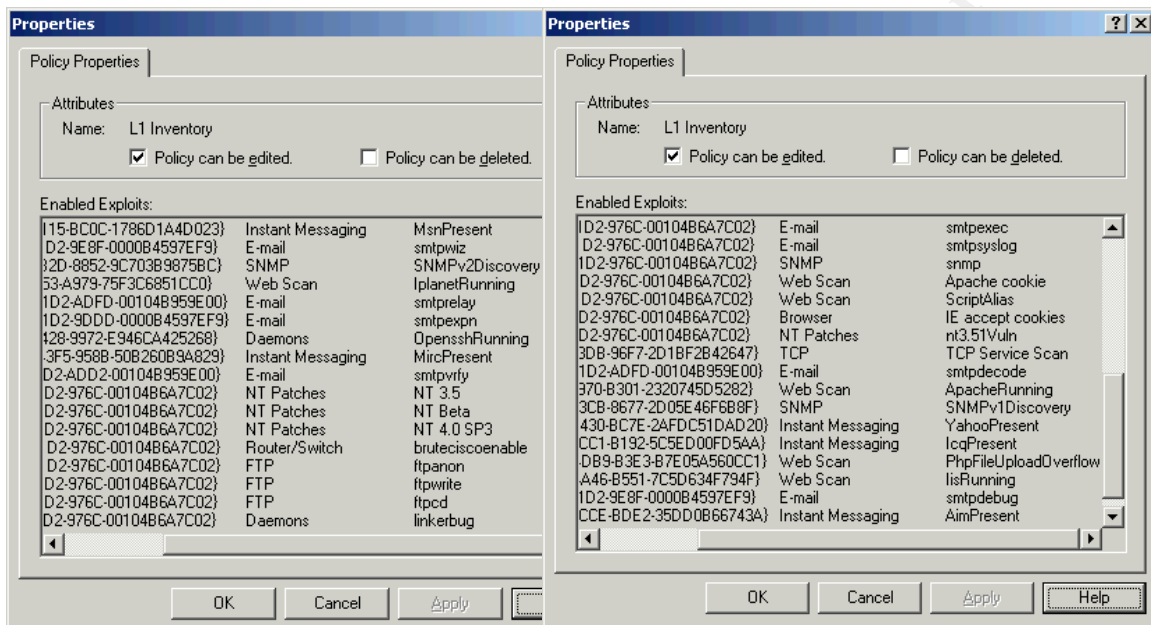 Properties
Policy Properties
Attributes
Name: L1 Inventory
Policy can be edited. Policy can be deleted.
Enabled Exploits:
I15-BC0C-1786D1A4D023} Instant Messaging MsnPresent
D2-9E8F-0000B4597EF9} E-mail smtpwiz
32D-8852-9C703B9875BC} SNMP SNMPv2Discovery
53-A979-75F3C6851CC0} Web Scan IplanetRunning
1D2-ADFD-00104B959E00} E-mail smtprelay
1D2-9DDD-0000B4597EF9} E-mail smtpexpn
428-9972-E946CA425268} Daemons OpensshRunning
3F5-958B-50B260B9A829} Instant Messaging MircPresent
D2-ADD2-00104B959E00} E-mail smtpvrfy
D2-976C-00104B6A7C02} NT Patches NT 3.5
D2-976C-00104B6A7C02} NT Patches NT Beta
D2-976C-00104B6A7C02} NT Patches NT 4.0 SP3
D2-976C-00104B6A7C02} Router/Switch bruteciscoenable
D2-976C-00104B6A7C02} FTP ftpanon
D2-976C-00104B6A7C02} FTP ftpwrite
D2-976C-00104B6A7C02} FTP ftpcd
D2-976C-00104B6A7C02} Daemons linkerbug
OK Cancel Apply
Properties
Policy Properties
Attributes
Name: L1 Inventory
Policy can be edited. Policy can be deleted.
Enabled Exploits:
1D2-976C-00104B6A7C02} E-mail smtpexec
D2-976C-00104B6A7C02} E-mail smtpsyslog
1D2-976C-00104B6A7C02} SNMP snmp
D2-976C-00104B6A7C02} Web Scan Apache cookie
D2-976C-00104B6A7C02} Web Scan ScriptAlias
D2-976C-00104B6A7C02} Browser IE accept cookies
D2-976C-00104B6A7C02} NT Patches nt3.51Vuln
3DB-96F7-2D1BF2B42647} TCP TCP Service Scan
1D2-ADFD-00104B959E00} E-mail smtpdecode
970-B301-2320745D5282} Web Scan ApacheRunning
3CB-8677-2D05E46F6B8F} SNMP SNMPv1Discovery
430-BC7E-2AFDC51DAD20} Instant Messaging YahooPresent
CC1-B192-5C5ED00FD5AA} Instant Messaging IcqPresent
-DB9-B3E3-B7E05A560CC1} Web Scan PhpFileUploadOverflow
A46-B551-7C5D634F794F} Web Scan IisRunning
1D2-9E8F-0000B4597EF9} E-mail smtpdebug
CCE-BDE2-35DD0B66743A} Instant Messaging AimPresent
OK Cancel Apply Help